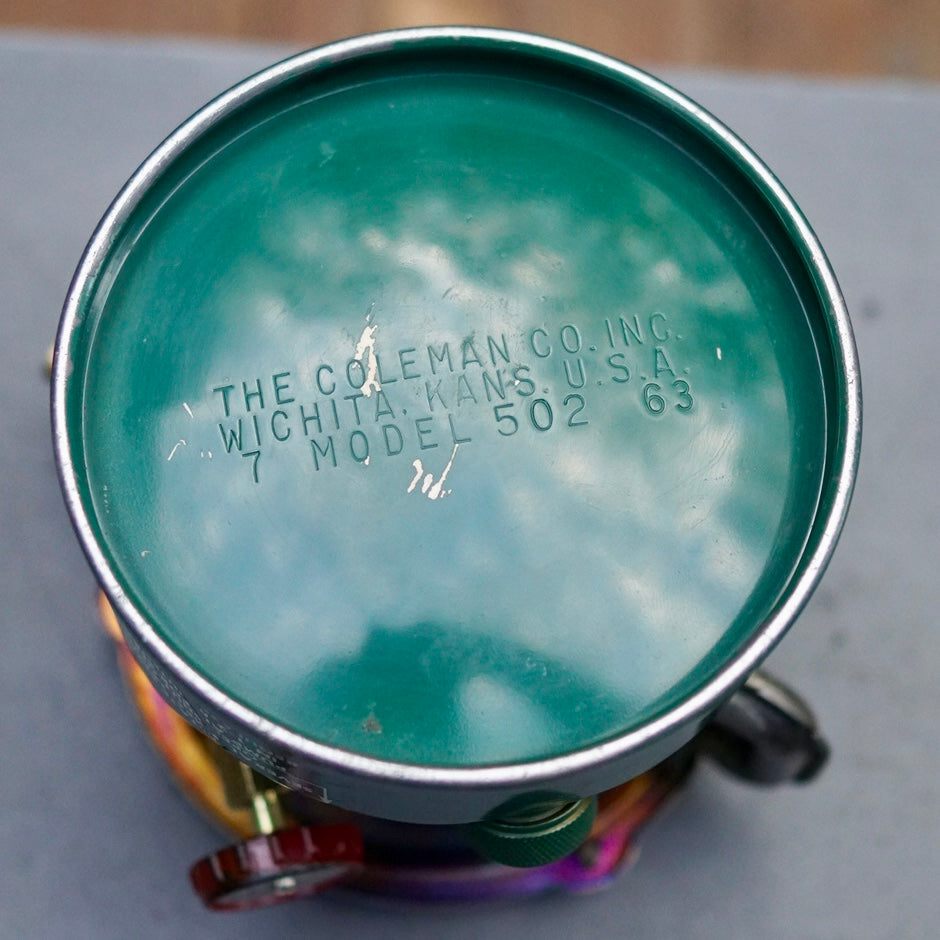 THE COLEMAN CO. INC.
WICHITA, KANS. U.S.A.
7 MODEL 502 63